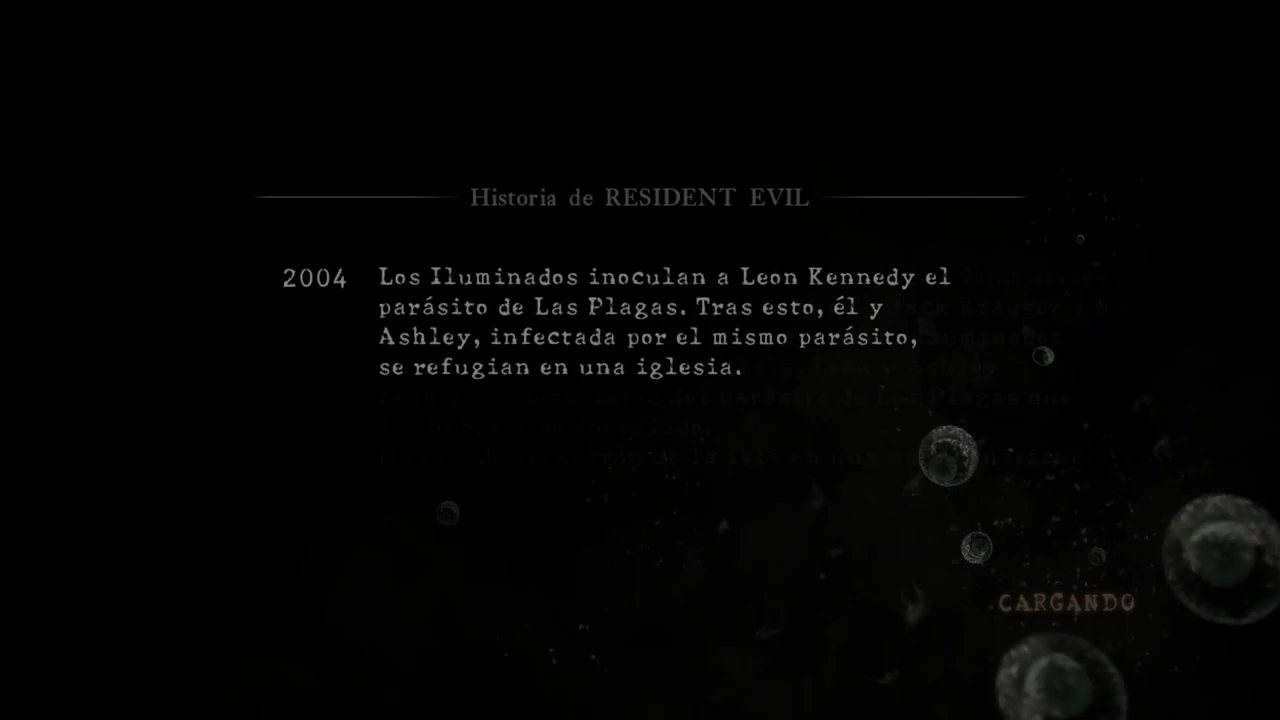 Historia de RESIDENT EVIL
2004 Los Iluminados inoculan a Leon Kennedy el
parásito de Las Plagas. Tras esto, él y
Ashley, infectada por el mismo parásito,
se refugian en una iglesia.
CARGANDO